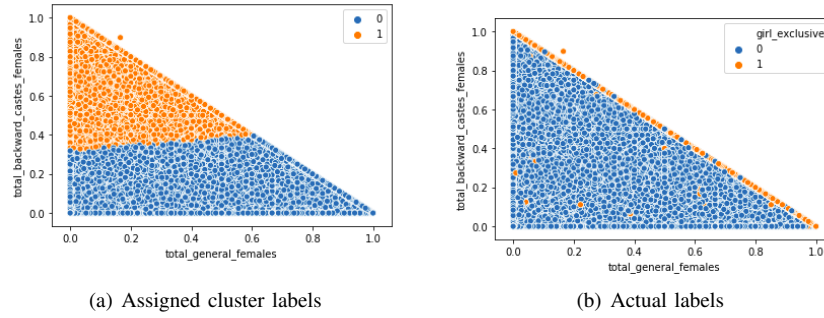 0
1
1.0
0.8
0.6
0.4
0.2
0.0
total_backward_castes_females
0.0 0.2 0.4 0.6 0.8 1.0
total_general_females
(a) Assigned cluster labels
girl_exclusive
0
1
1.0
0.8
0.6
0.4
0.2
0.0
total_backward_castes_females
0.0 0.2 0.4 0.6 0.8 1.0
total_general_females
(b) Actual labels